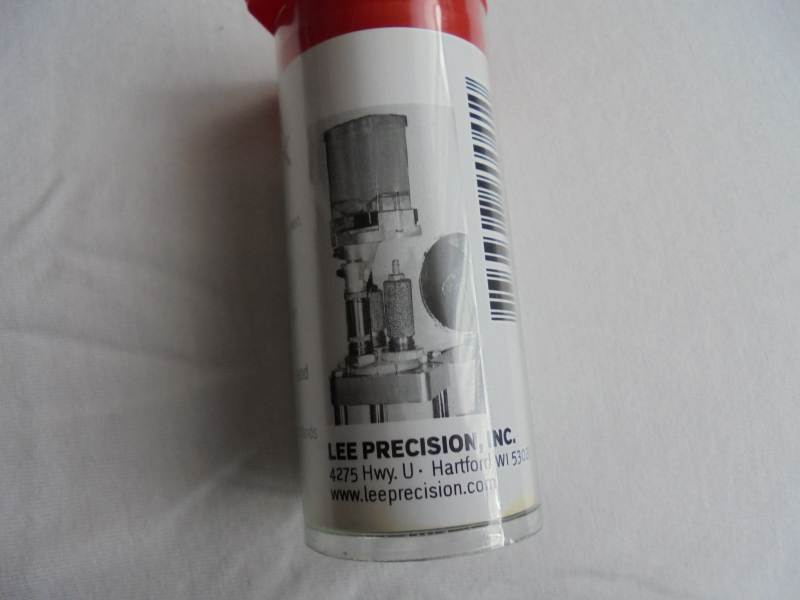 LEE PRECISION, INC.
4275 Hwy. U · Hartford WI
www.leeprecision.com